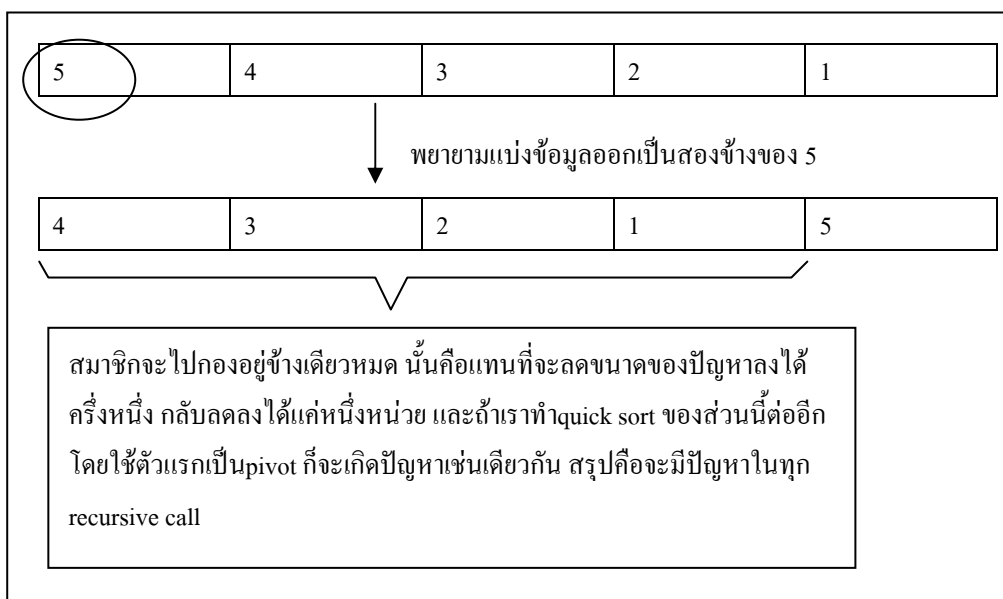 5 4 3 2 1
พยายามแบ่งข้อมูลออกเป็นสองข้างของ 5
4 3 2 1 5
สมาชิกจะไปกองอยู่ข้างเดียวหมด นั้นคือแทนที่จะลดขนาดของปัญหาลงได้
ครึ่งหนึ่ง กลับลดลงได้แค่หนึ่งหน่วย และถ้าเราทำquick sort ของส่วนนี้ต่ออีก
โดยใช้ตัวแรกเป็นpivot ก็จะเกิดปัญหาเช่นเดียวกัน สรุปคือจะมีปัญหาในทุก
recursive call